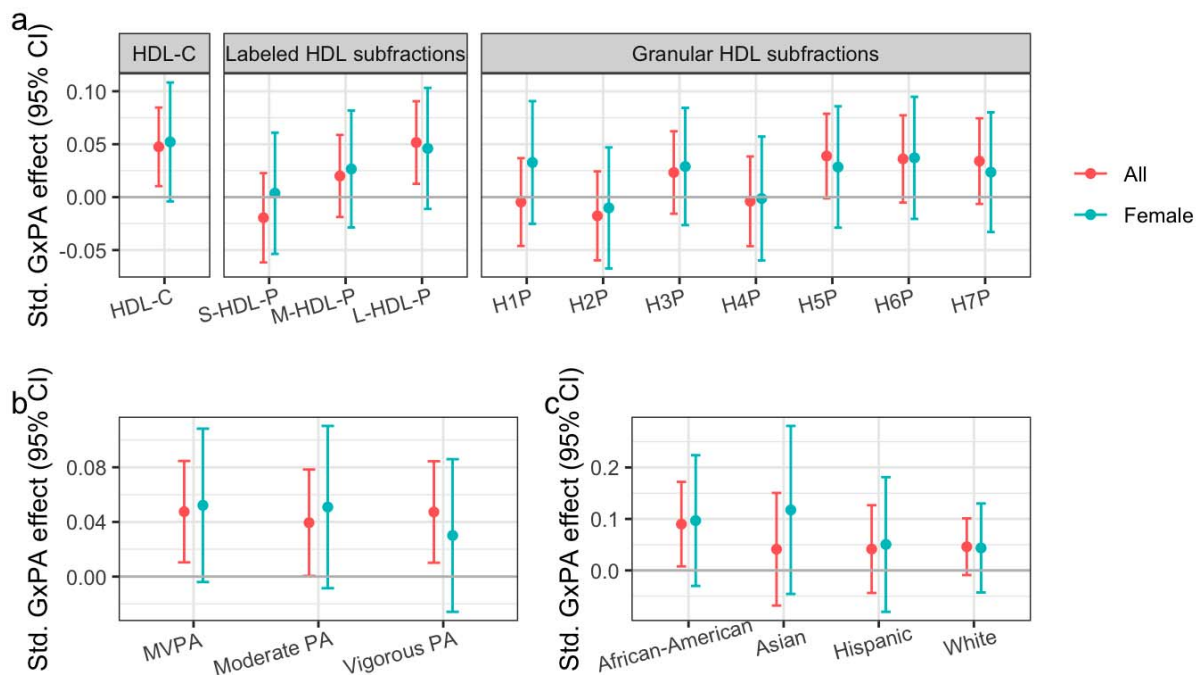 a
HDL-C Labeled HDL subfractions Granular HDL subfractions
Std. GxPA effect (95% CI)
0.10
0.05
0.00
-0.05
HDL-C S-HDL-P M-HDL-P L-HDL-P H1P H2P H3P H4P H5P H6P H7P
All
Female
b
Std. GxPA effect (95% CI)
0.08
0.04
0.00
MVPA Moderate PA Vigorous PA
c
Std. GxPA effect (95% CI)
0.2
0.1
0.0
African-American Asian Hispanic White